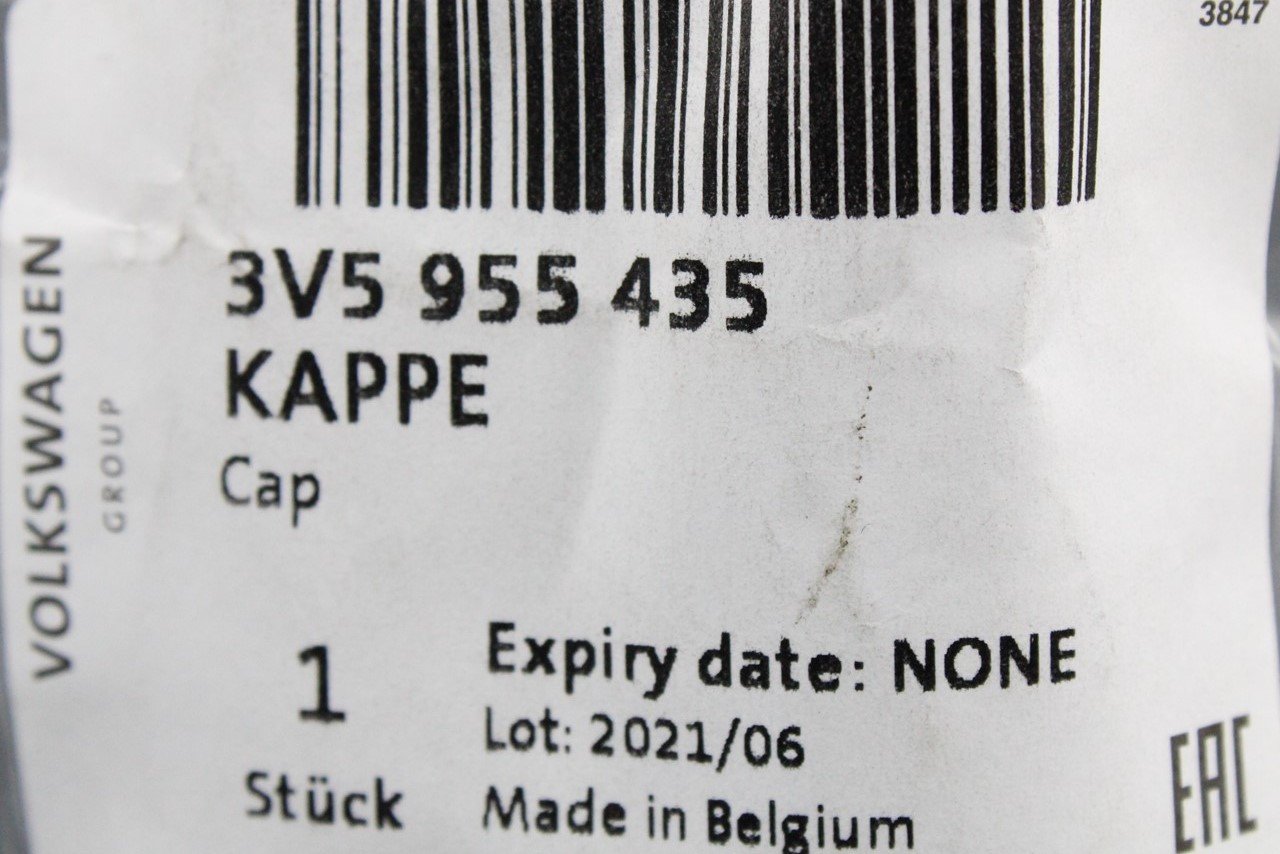 3847
3V5 955 435
KAPPE
Cap
VOLKSWAGEN
GROUP
1
Stück
Expiry date: NONE
Lot: 2021/06
Made in Belgium
EAC